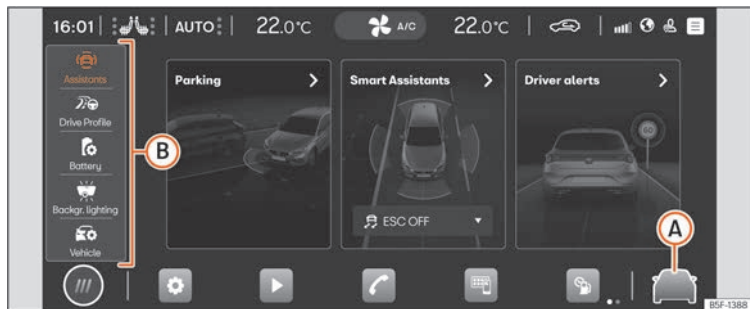 16:01 AUTO 22.0°C A/C 22.0°C
Assistants
Drive Profile
Battery
Backgr. lighting
Vehicle
B
Parking
Smart Assistants
ESC OFF
Driver alerts
60
A
B5F-1388